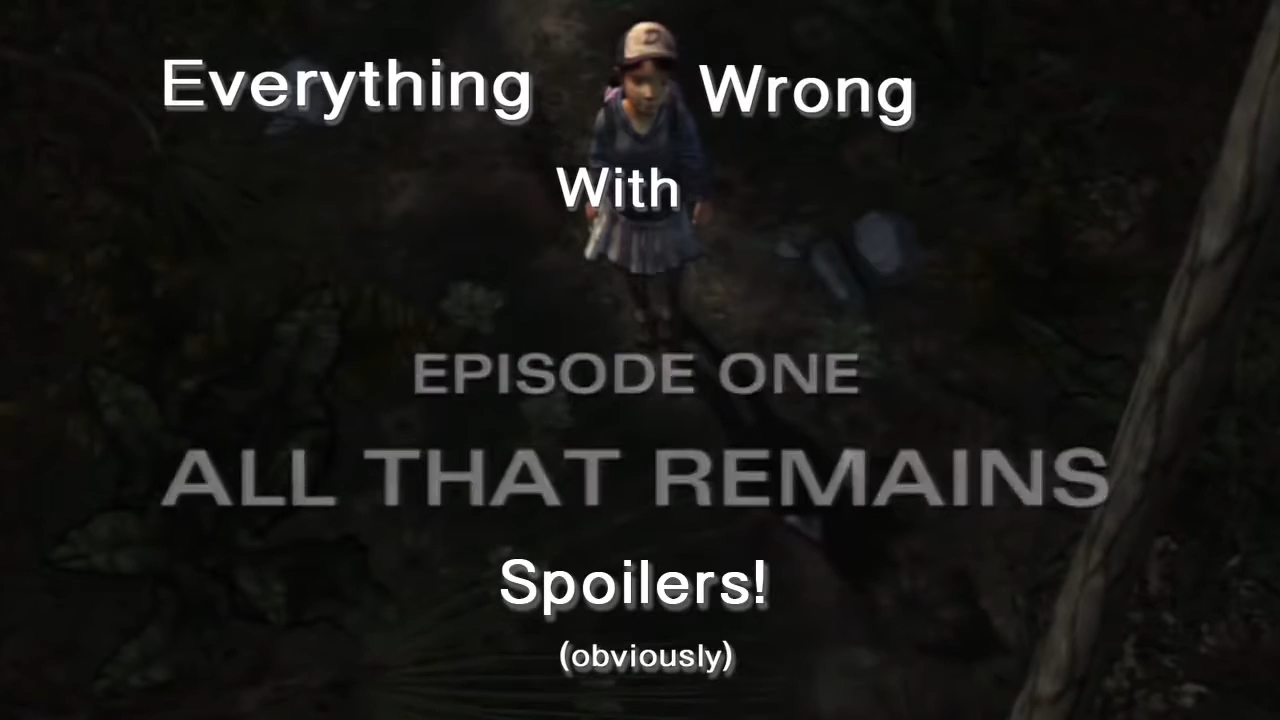 Everything Wrong
With
EPISODE ONE
ALL THAT REMAINS
Spoilers!
(obviously)